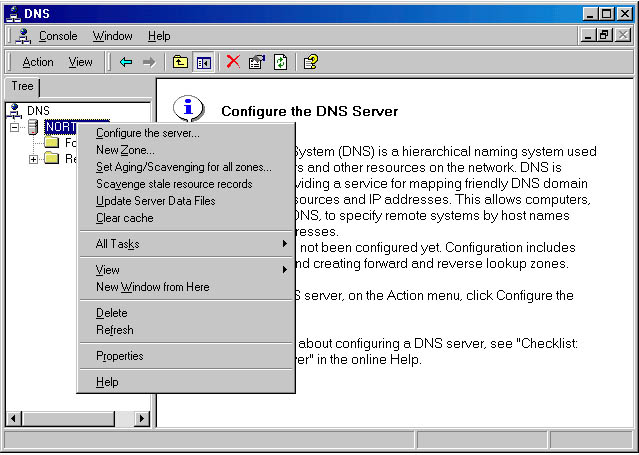 DNS
Console Window Help
Action View
Tree
DNS
NORT
Fo
Re
Configure the server...
New Zone...
Set Aging/Scavenging for all zones...
Scavenge stale resource records
Update Server Data Files
Clear cache
All Tasks
View
New Window from Here
Delete
Refresh
Properties
Help
Configure the DNS Server
System (DNS) is a hierarchical naming system used
rs and other resources on the network. DNS is
viding a service for mapping friendly DNS domain
sources and IP addresses. This allows computers,
DNS, to specify remote systems by host names
resses.
not been configured yet. Configuration includes
nd creating forward and reverse lookup zones.
S server, on the Action menu, click Configure the
about configuring a DNS server, see "Checklist:
ver" in the online Help.